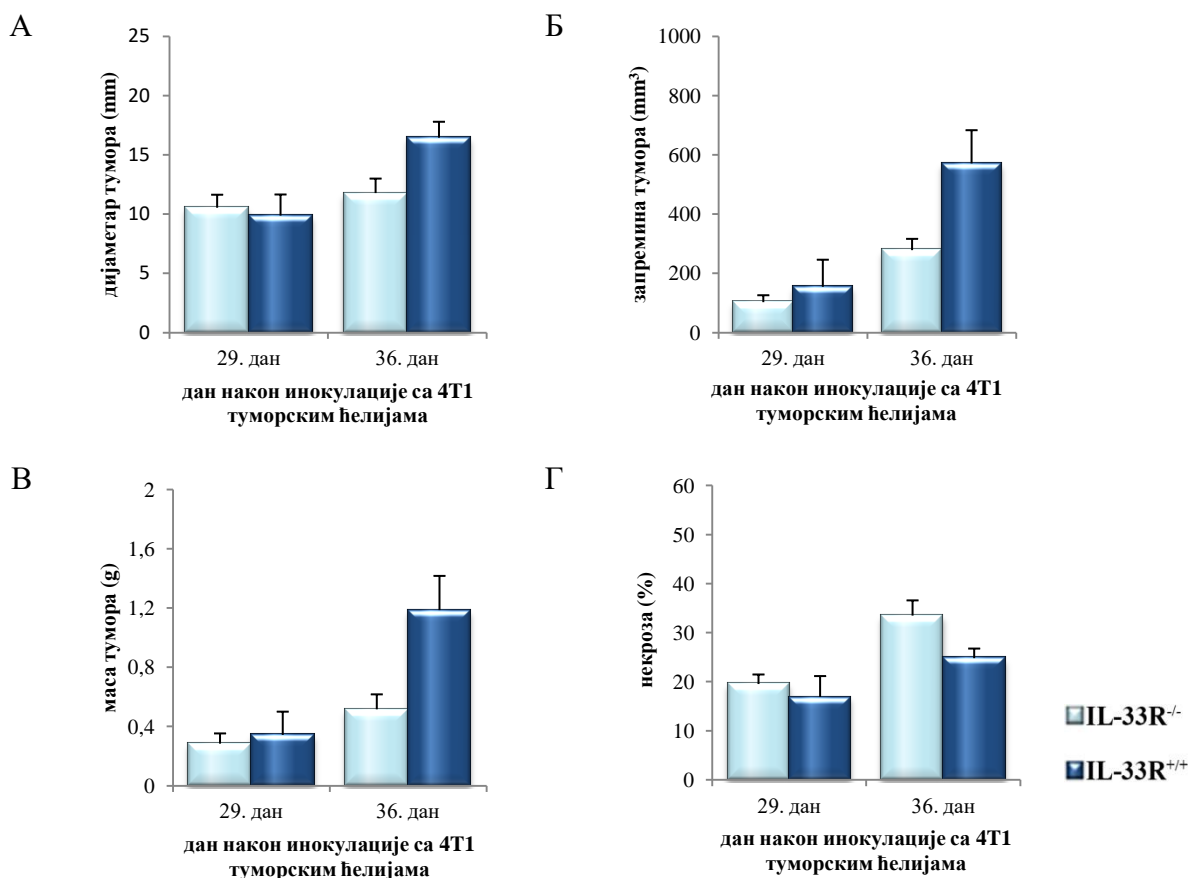 А
дијаметар тумора (mm)
25
20
15
10
5
0
29. дан
36. дан
дан након инокулације са 4Т1
туморским ћелијама
Б
запремина тумора (mm³)
1000
800
600
400
200
0
29. дан
36. дан
дан након инокулације са 4Т1
туморским ћелијама
В
маса тумора (g)
2
1,6
1,2
0,8
0,4
0
29. дан
36. дан
дан након инокулације са 4Т1
туморским ћелијама
Г
некроза (%)
60
50
40
30
20
10
0
29. дан
36. дан
дан након инокулације са 4Т1
туморским ћелијама
IL-33R⁻/⁻
IL-33R⁺/⁺